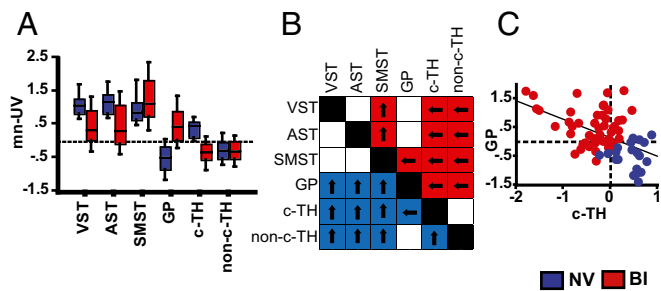 A
mn-UV
2.5
1.5
.5
-.5
-1.5
VST
AST
SMST
GP
c-TH
non-c-TH
B
VST
AST
SMST
GP
c-TH
non-c-TH
VST
AST
SMST
GP
c-TH
non-c-TH
C
GP
1.5
.5
-.5
-1.5
-2
-1
0
1
c-TH
NV
BI